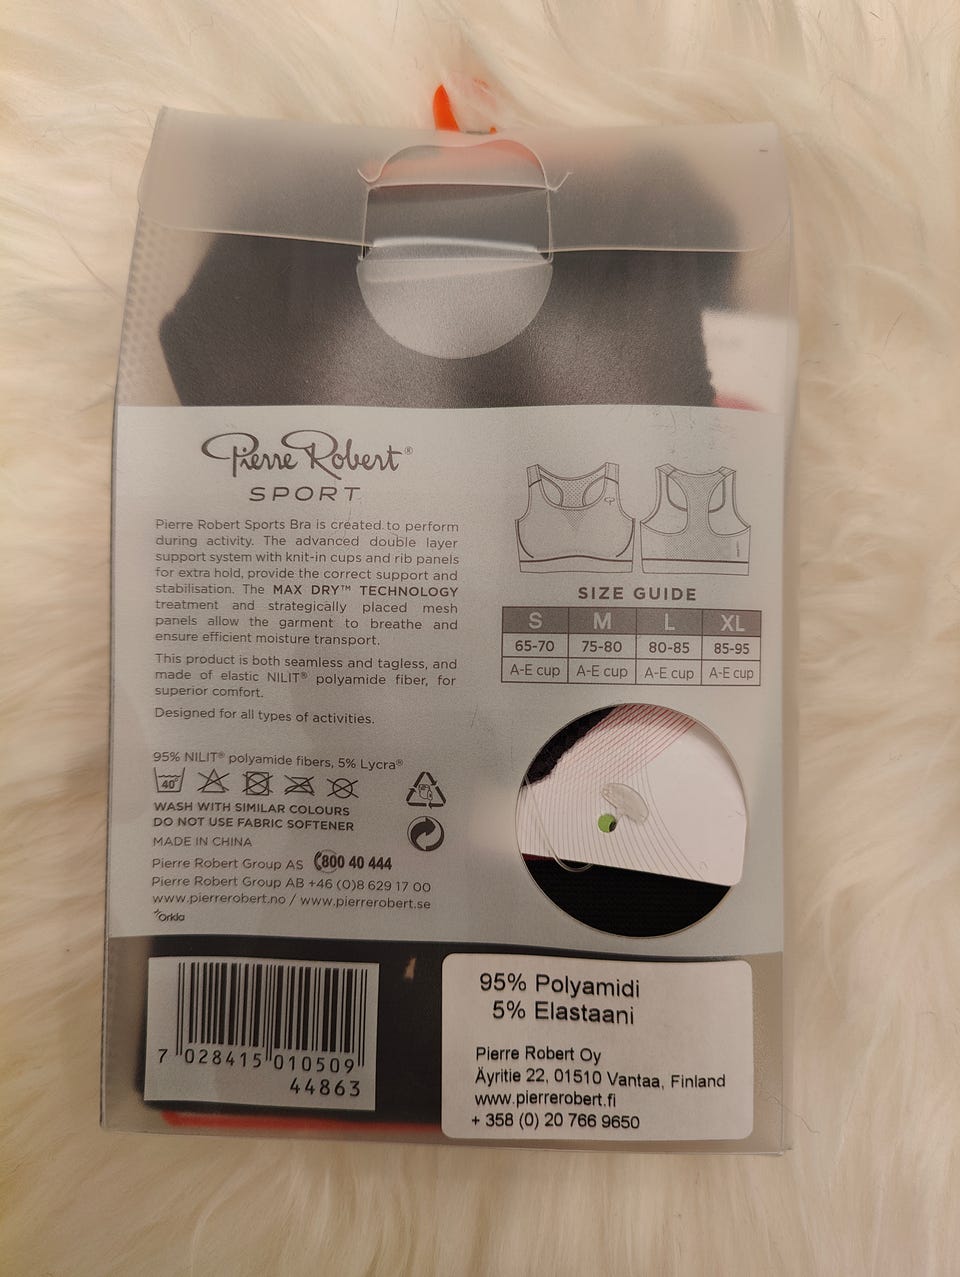 Pierre Robert®
SPORT
Pierre Robert Sports Bra is created to perform
during activity. The advanced double layer
support system with knit-in cups and rib panels
for extra hold, provide the correct support and
stabilisation. The MAX DRY™ TECHNOLOGY
treatment and strategically placed mesh
panels allow the garment to breathe and
ensure efficient moisture transport.
This product is both seamless and tagless, and
made of elastic NILIT® polyamide fiber, for
superior comfort.
Designed for all types of activities.
95% NILIT® polyamide fibers, 5% Lycra®
40°
WASH WITH SIMILAR COLOURS
DO NOT USE FABRIC SOFTENER
MADE IN CHINA
Pierre Robert Group AS 800 40 444
Pierre Robert Group AB +46 (0)8 629 17 00
www.pierrerobert.no / www.pierrerobert.se
Orkla
SIZE GUIDE
S M L XL
65-70 75-80 80-85 85-95
A-E cup A-E cup A-E cup A-E cup
7 028415 010509
44863
95% Polyamidi
5% Elastaani
Pierre Robert Oy
Äyritie 22, 01510 Vantaa, Finland
www.pierrerobert.fi
+ 358 (0) 20 766 9650